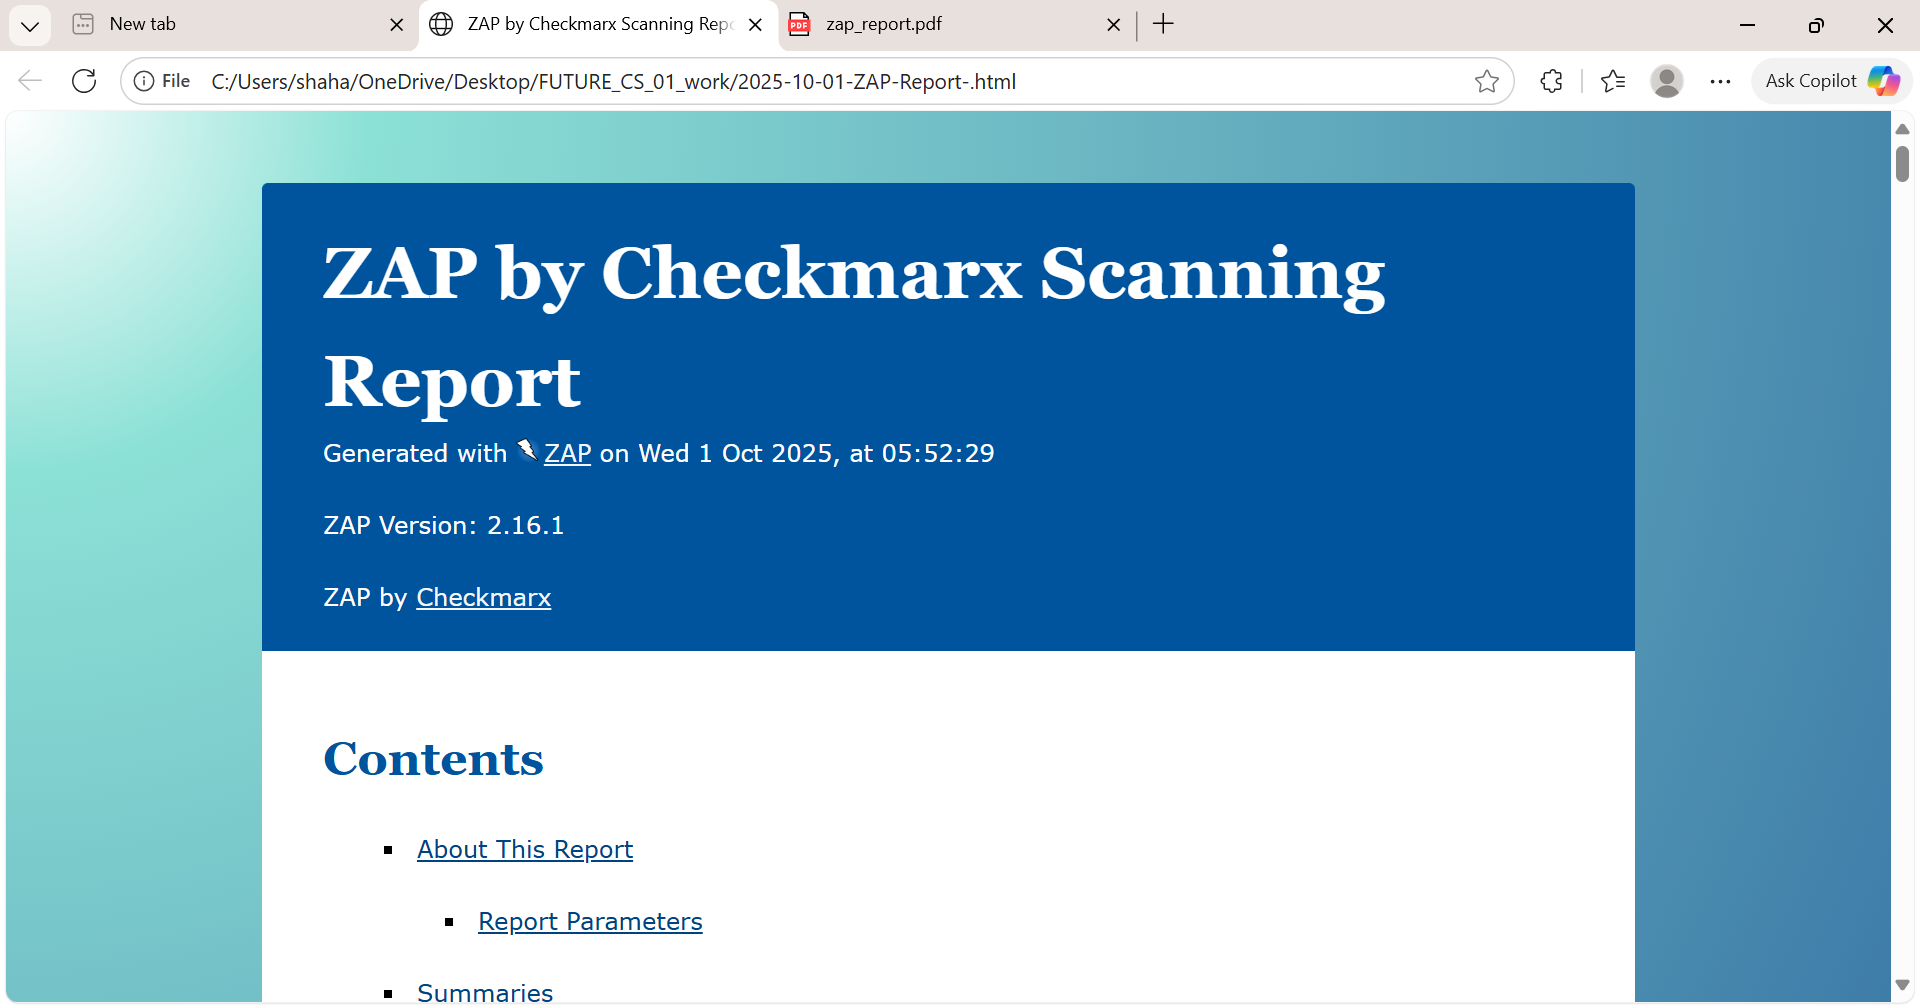 New tab
ZAP by Checkmarx Scanning Repo
zap_report.pdf
File C:/Users/shaha/OneDrive/Desktop/FUTURE_CS_01_work/2025-10-01-ZAP-Report-.html
Ask Copilot
ZAP by Checkmarx Scanning
Report
Generated with ZAP on Wed 1 Oct 2025, at 05:52:29
ZAP Version: 2.16.1
ZAP by Checkmarx
Contents
About This Report
Report Parameters
Summaries